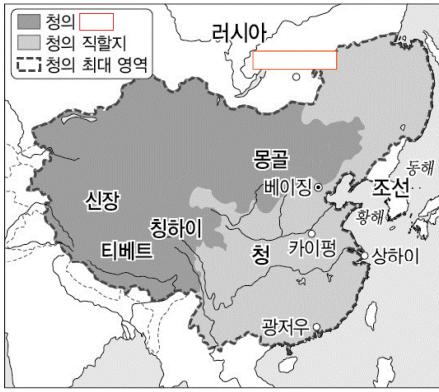 청의
청의 직할지
청의 최대 영역
러시아
몽골
신장
베이징
조선
동해
황해
칭하이
티베트
청
카이펑
상하이
광저우